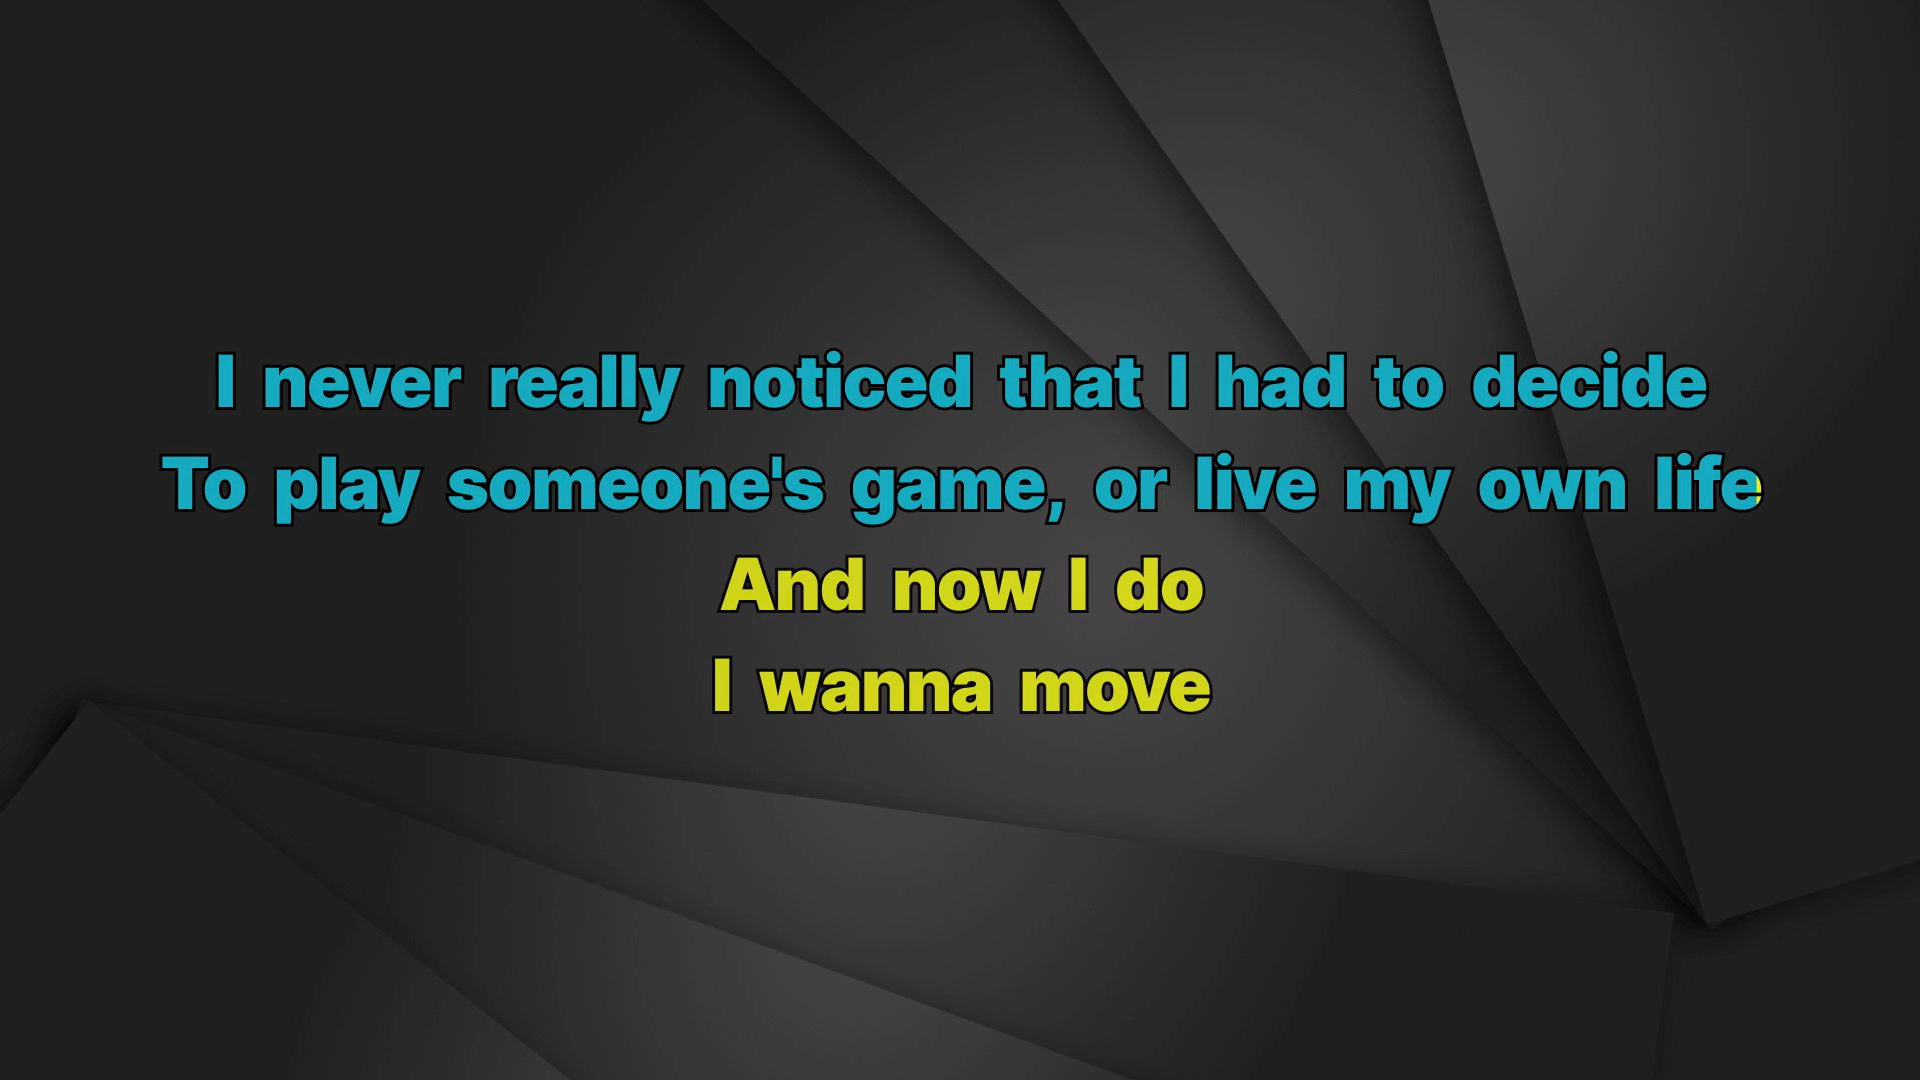 I never really noticed that I had to decide
To play someone's game, or live my own life
And now I do
I wanna move